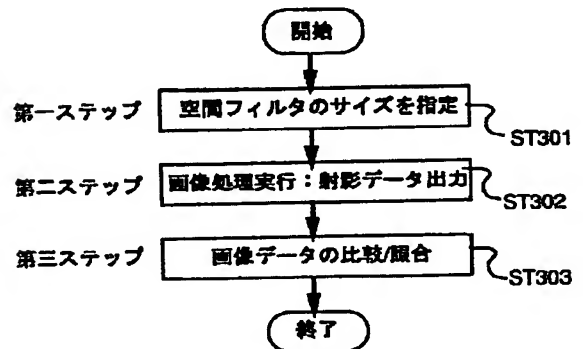 開始
第一ステップ 空間フィルタのサイズを指定
ST301
第二ステップ 画像処理実行：射影データ出力
ST302
第三ステップ 画像データの比較/照合
ST303
終了